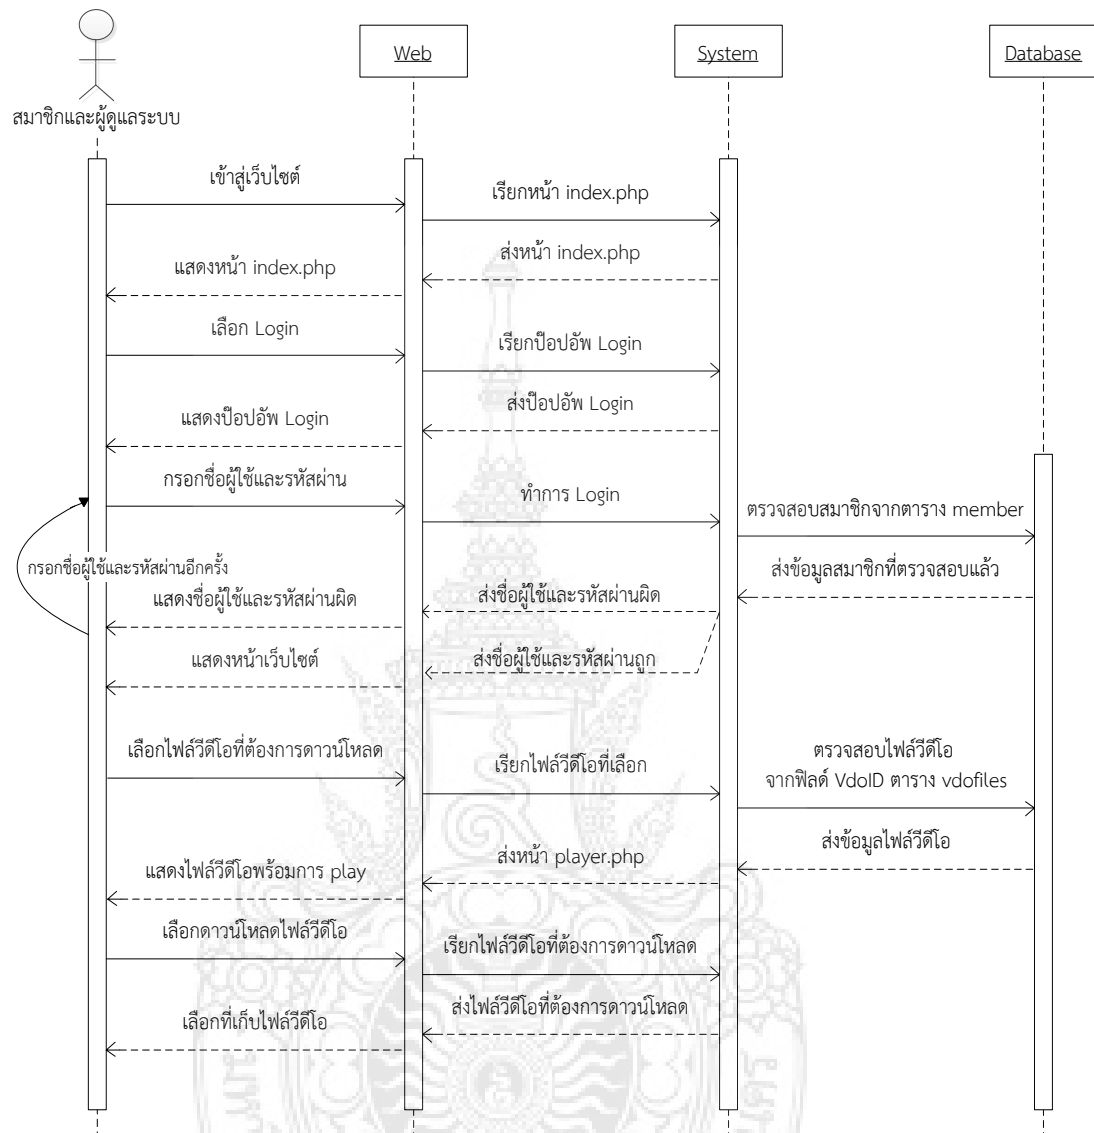 Web
System
Database
สมาชิกและผู้ดูแลระบบ
เข้าสู่เว็บไซต์
เรียกหน้า index.php
ส่งหน้า index.php
แสดงหน้า index.php
เลือก Login
เรียกป๊อปอัพ Login
ส่งป๊อปอัพ Login
แสดงป๊อปอัพ Login
กรอกชื่อผู้ใช้และรหัสผ่าน
ทำการ Login
ตรวจสอบสมาชิกจากตาราง member
ส่งข้อมูลสมาชิกที่ตรวจสอบแล้ว
กรอกชื่อผู้ใช้และรหัสผ่านอีกครั้ง
ส่งชื่อผู้ใช้และรหัสผ่านผิด
แสดงชื่อผู้ใช้และรหัสผ่านผิด
ส่งชื่อผู้ใช้และรหัสผ่านถูก
แสดงหน้าเว็บไซต์
เลือกไฟล์วีดีโอที่ต้องการดาวน์โหลด
เรียกไฟล์วีดีโอที่เลือก
ตรวจสอบไฟล์วีดีโอ
จากฟิลด์ VdoID ตาราง vdofiles
ส่งข้อมูลไฟล์วีดีโอ
ส่งหน้า player.php
แสดงไฟล์วีดีโอพร้อมการ play
เลือกดาวน์โหลดไฟล์วีดีโอ
เรียกไฟล์วีดีโอที่ต้องการดาวน์โหลด
ส่งไฟล์วีดีโอที่ต้องการดาวน์โหลด
เลือกที่เก็บไฟล์วีดีโอ